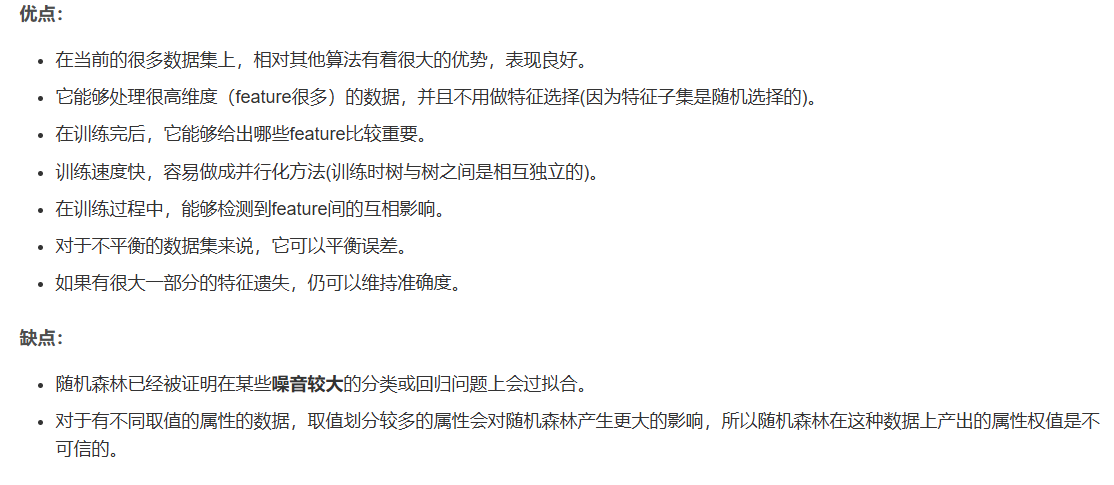 优点：
在当前的很多数据集上，相对其他算法有着很大的优势，表现良好。
它能够处理很高维度（feature很多）的数据，并且不用做特征选择(因为特征子集是随机选择的)。
在训练完后，它能够给出哪些feature比较重要。
训练速度快，容易做成并行化方法(训练时树与树之间是相互独立的)。
在训练过程中，能够检测到feature间的互相影响。
对于不平衡的数据集来说，它可以平衡误差。
如果有很大一部分的特征遗失，仍可以维持准确度。
缺点：
随机森林已经被证明在某些噪音较大的分类或回归问题上会过拟合。
对于有不同取值的属性的数据，取值划分较多的属性会对随机森林产生更大的影响，所以随机森林在这种数据上产出的属性权值是不
可信的。